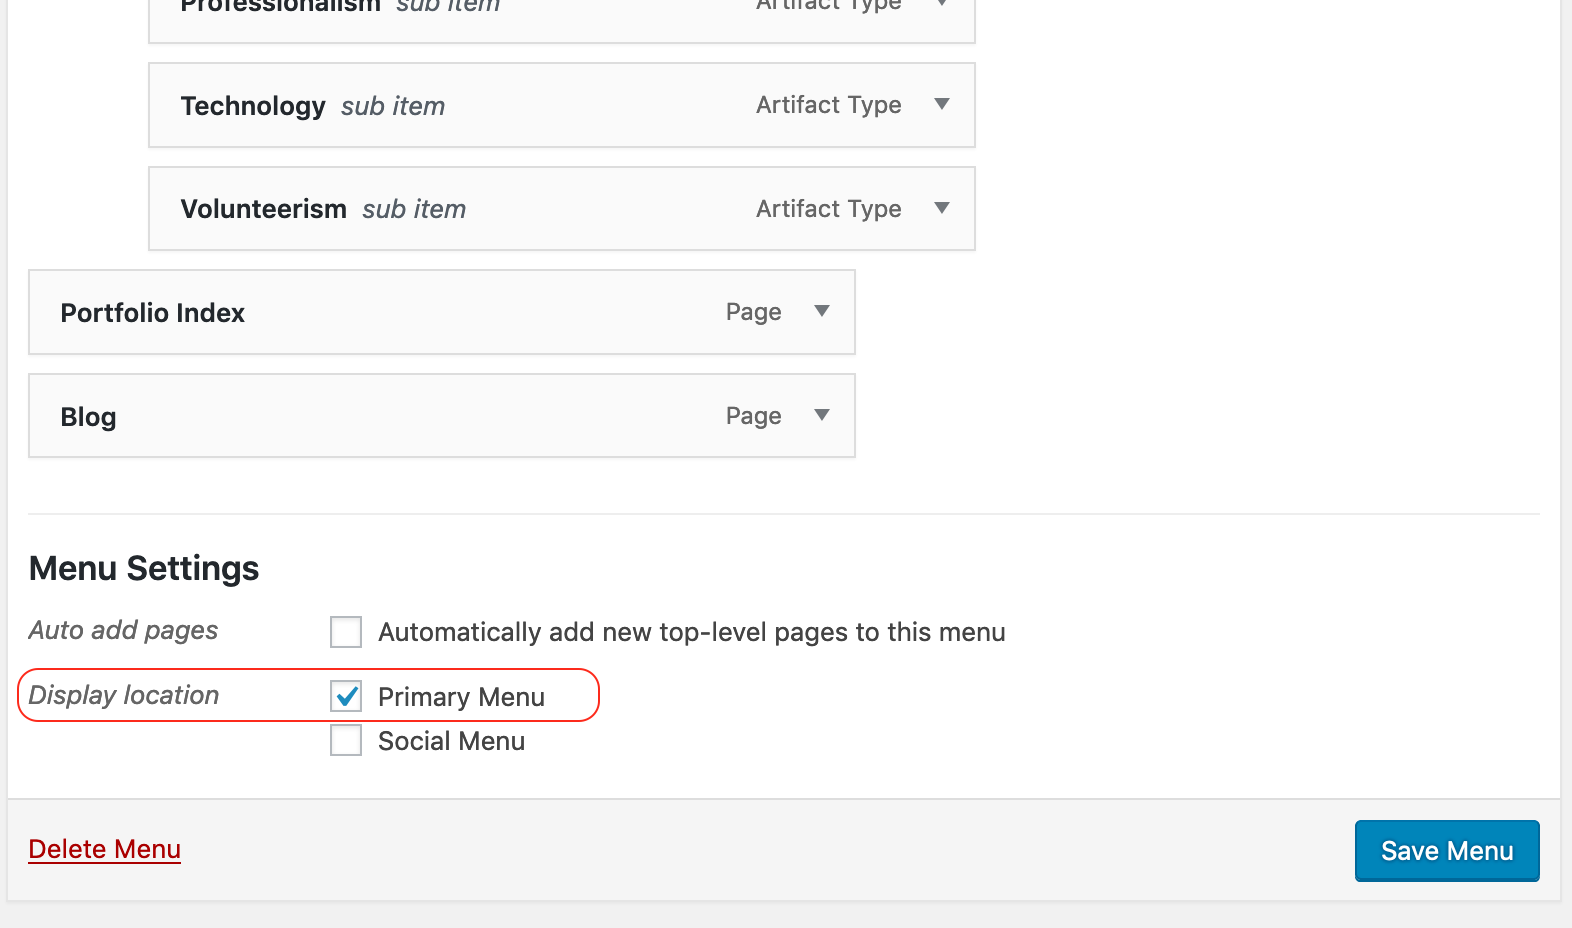 Professionalism sub item Artifact Type
Technology sub item Artifact Type
Volunteerism sub item Artifact Type
Portfolio Index Page
Blog Page
Menu Settings
Auto add pages Automatically add new top-level pages to this menu
Display location Primary Menu
Social Menu
Delete Menu Save Menu